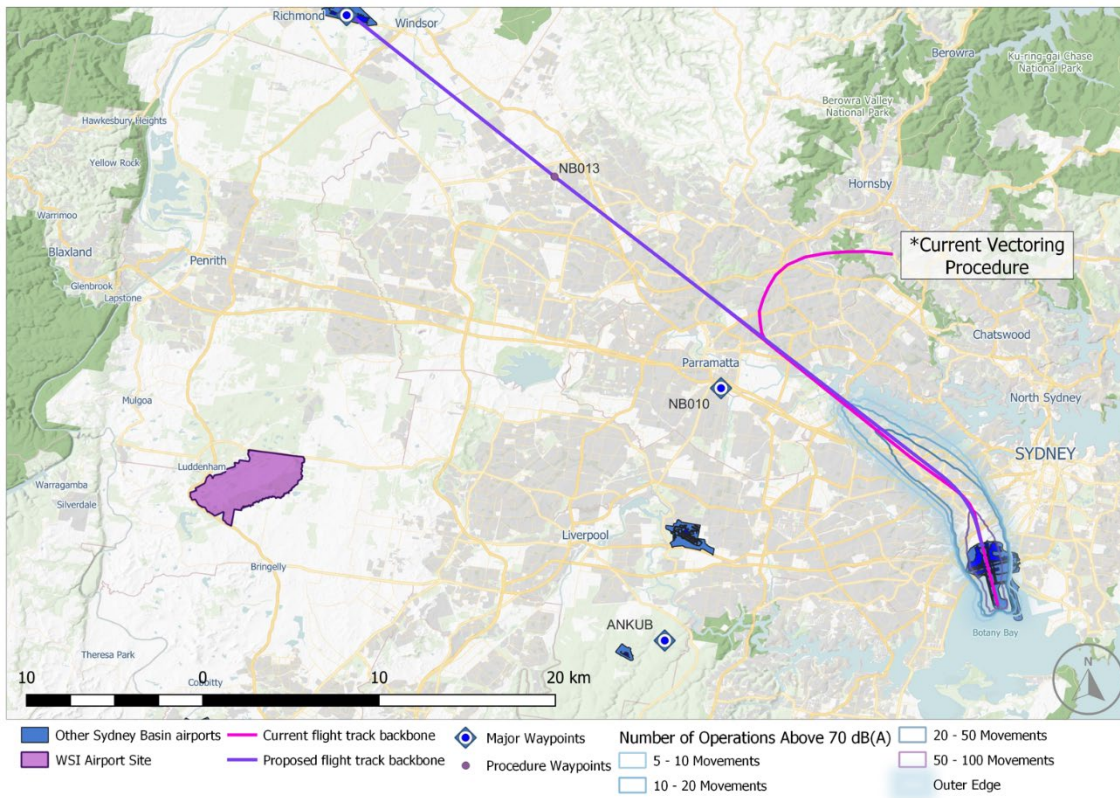 Richmond
Windsor
Berowra
Ku-ring-gai Chase
National Park
Berowra Valley
National Park
Hawkesbury Heights
Yellow Rock
NB013
Hornsby
Warrimoo
*Current Vectoring
Procedure
Blaxland
Penrith
Glenbrook
Lapstone
Chatswood
Parramatta
NB010
North Sydney
Mulgoa
SYDNEY
Luddenham
Warragamba
Silverdale
Liverpool
Bringelly
ANKUB
Botany Bay
Theresa Park
Cobbitty
N
10 0 10 20 km
Other Sydney Basin airports
WSI Airport Site
Current flight track backbone
Proposed flight track backbone
Major Waypoints
Procedure Waypoints
Number of Operations Above 70 dB(A)
5 - 10 Movements
10 - 20 Movements
20 - 50 Movements
50 - 100 Movements
Outer Edge